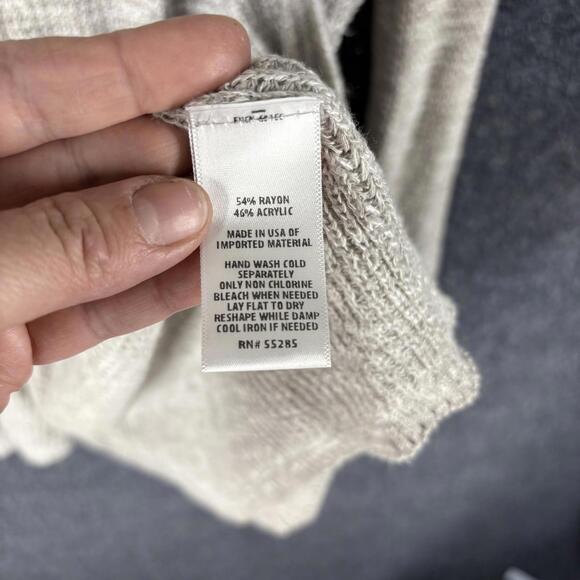 54% RAYON
46% ACRYLIC
MADE IN USA OF
IMPORTED MATERIAL
HAND WASH COLD
SEPARATELY
ONLY NON CHLORINE
BLEACH WHEN NEEDED
LAY FLAT TO DRY
RESHAPE WHILE DAMP
COOL IRON IF NEEDED
RN# 55285